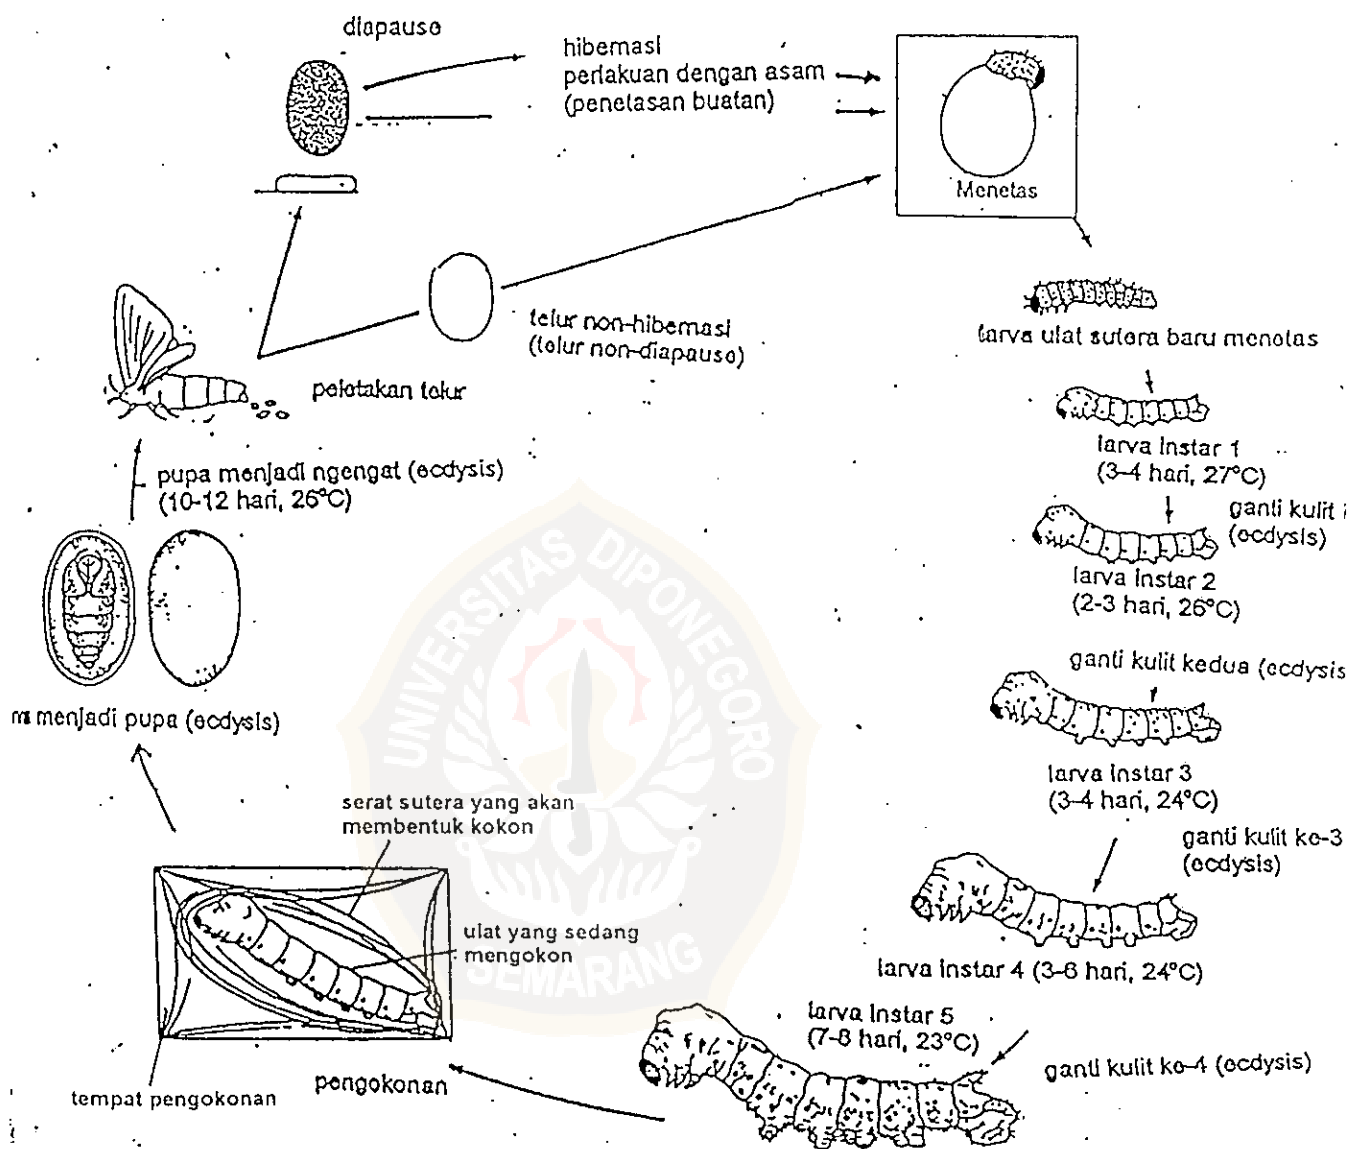 diapause
hibernasi
perlakuan dengan asam
(penetasan buatan)
Menetas
telur non-hibernasi
(telur non-diapause)
larva ulat sutera baru menetas
peletakan telur
larva instar 1
(3-4 hari, 27°C)
pupa menjadi ngengat (ecdysis)
(10-12 hari, 26°C)
ganti kulit
(ecdysis)
larva instar 2
(2-3 hari, 26°C)
ganti kulit kedua (ecdysis
menjadi pupa (ecdysis)
larva instar 3
(3-4 hari, 24°C)
serat sutera yang akan
membentuk kokon
ganti kulit ke-3
(ecdysis)
ulat yang sedang
mengokon
larva instar 4 (3-6 hari, 24°C)
larva instar 5
(7-8 hari, 23°C)
ganti kulit ke-4 (ecdysis)
pengokonan
tempat pengokonan
UNIVERSITAS DIPONEGORO
SEMARANG